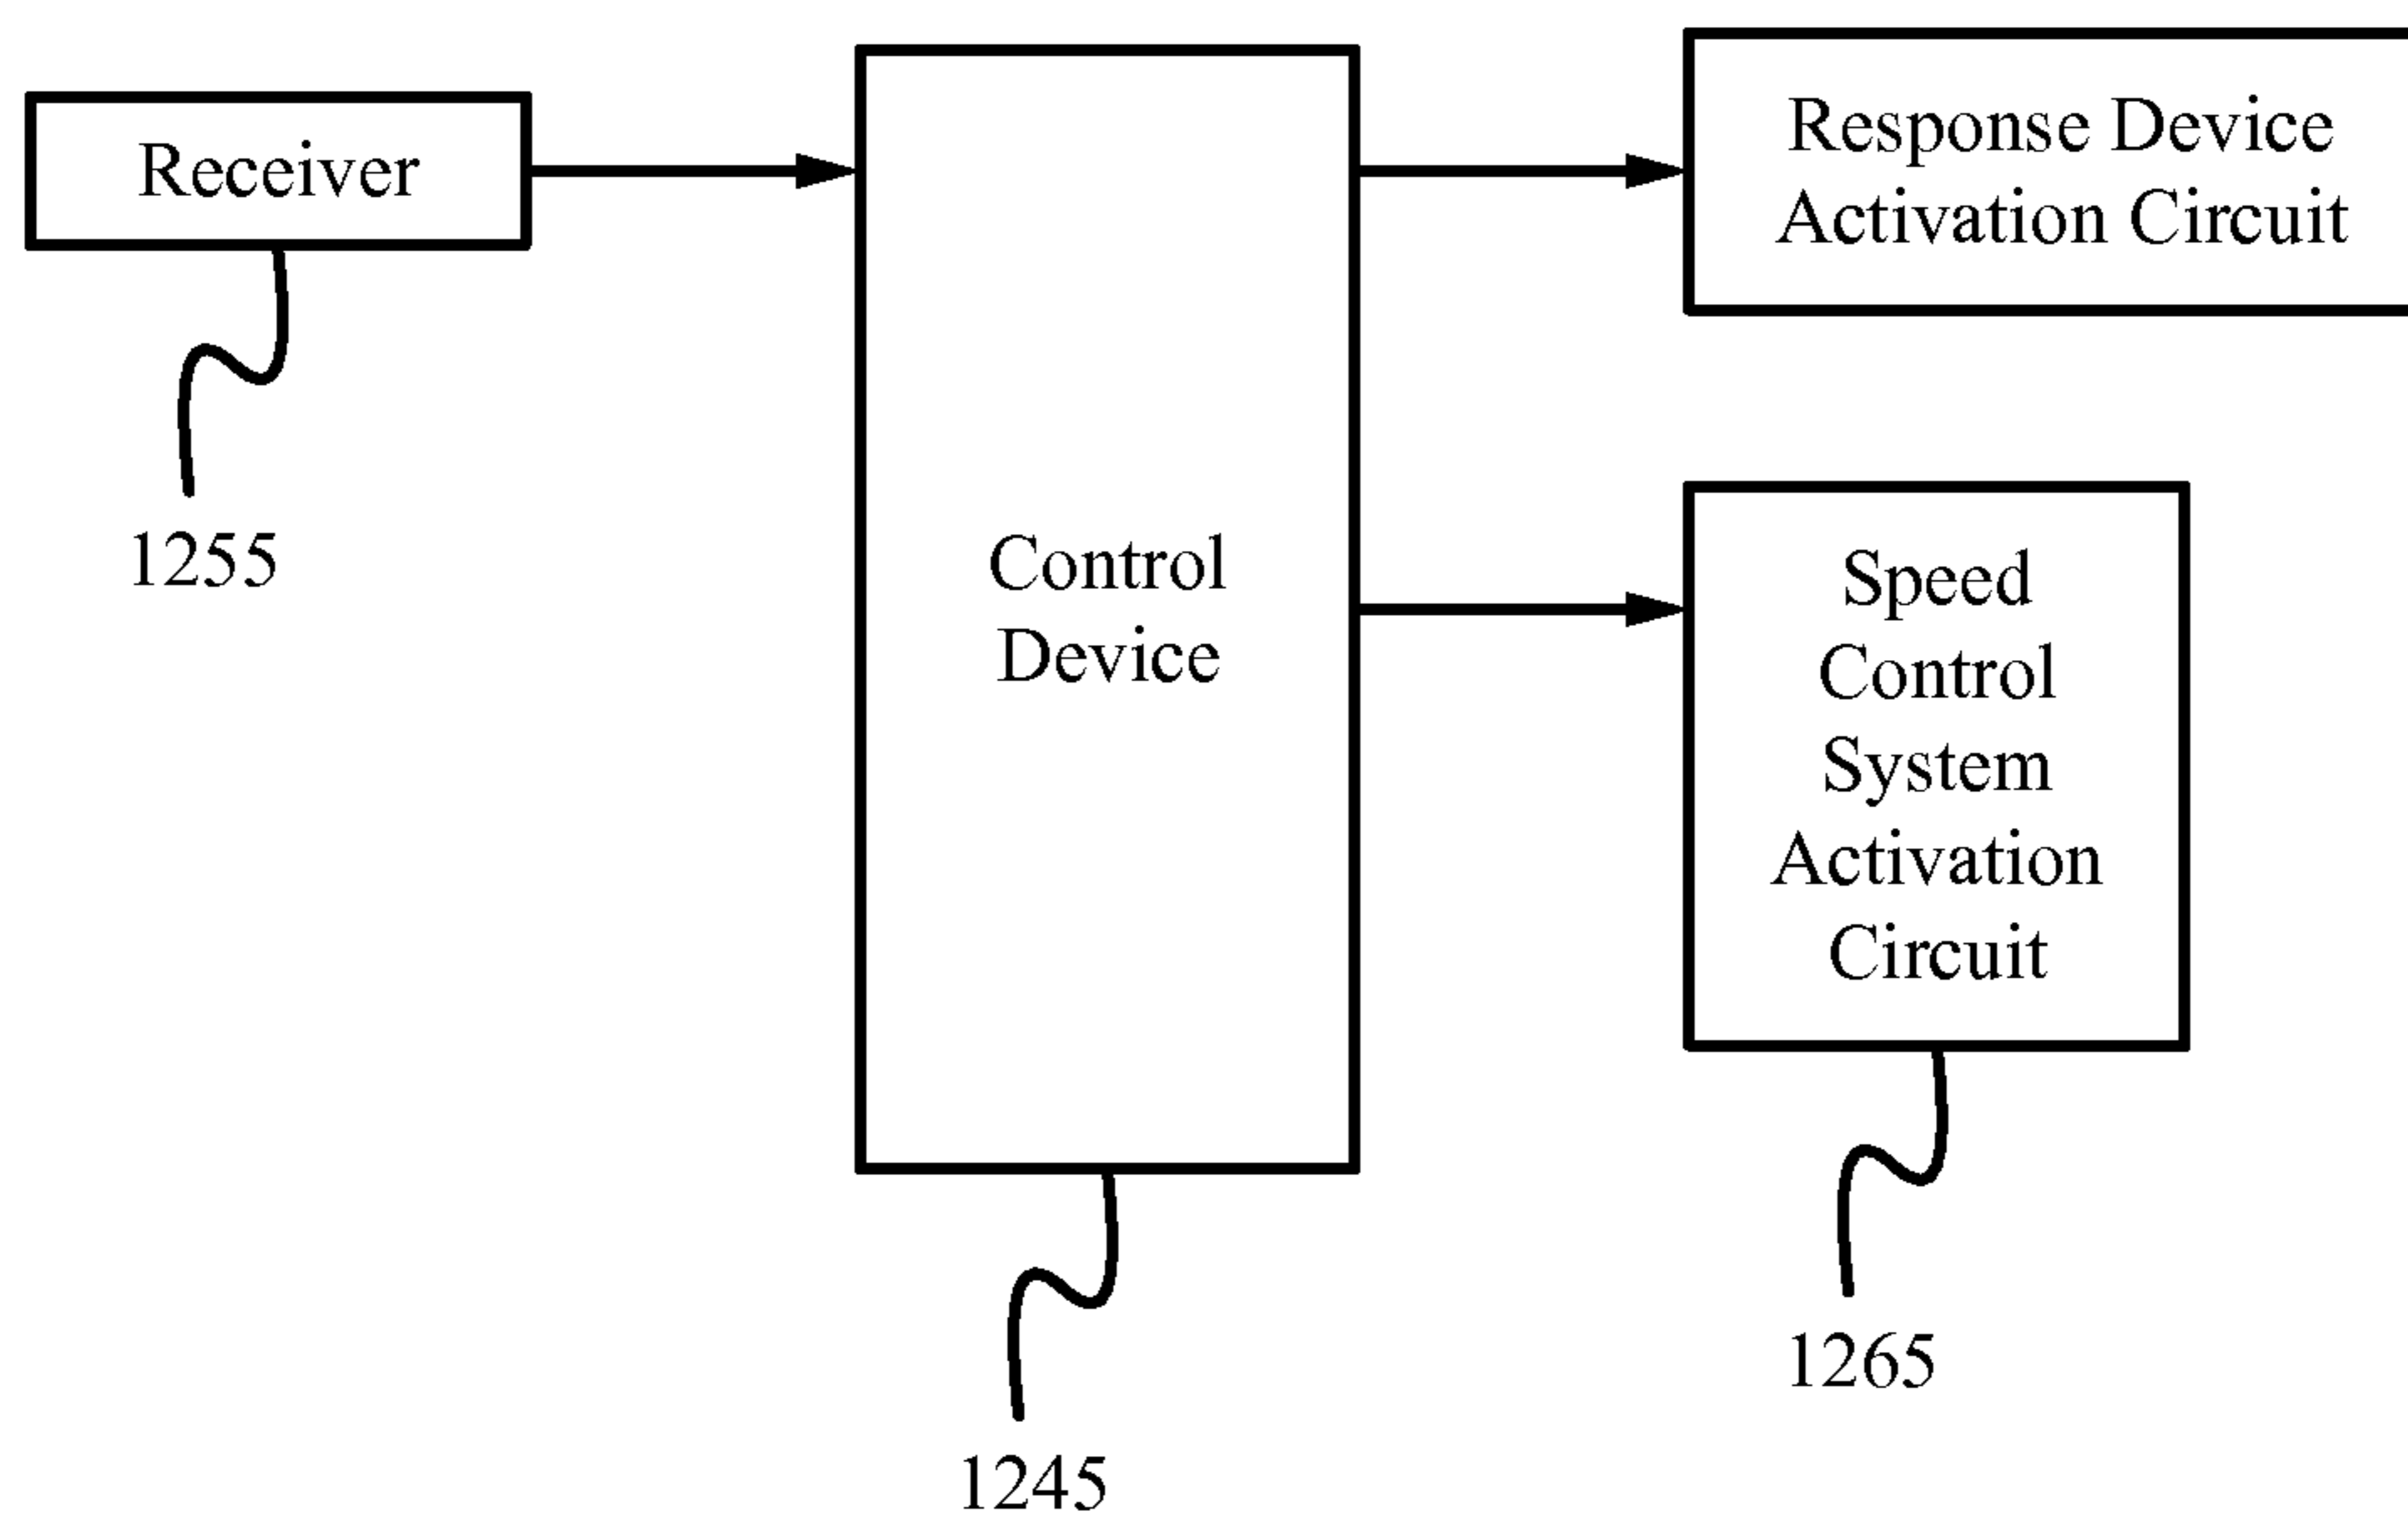 Receiver
1255
Control
Device
1245
Response Device
Activation Circuit
Speed
Control
System
Activation
Circuit
1265